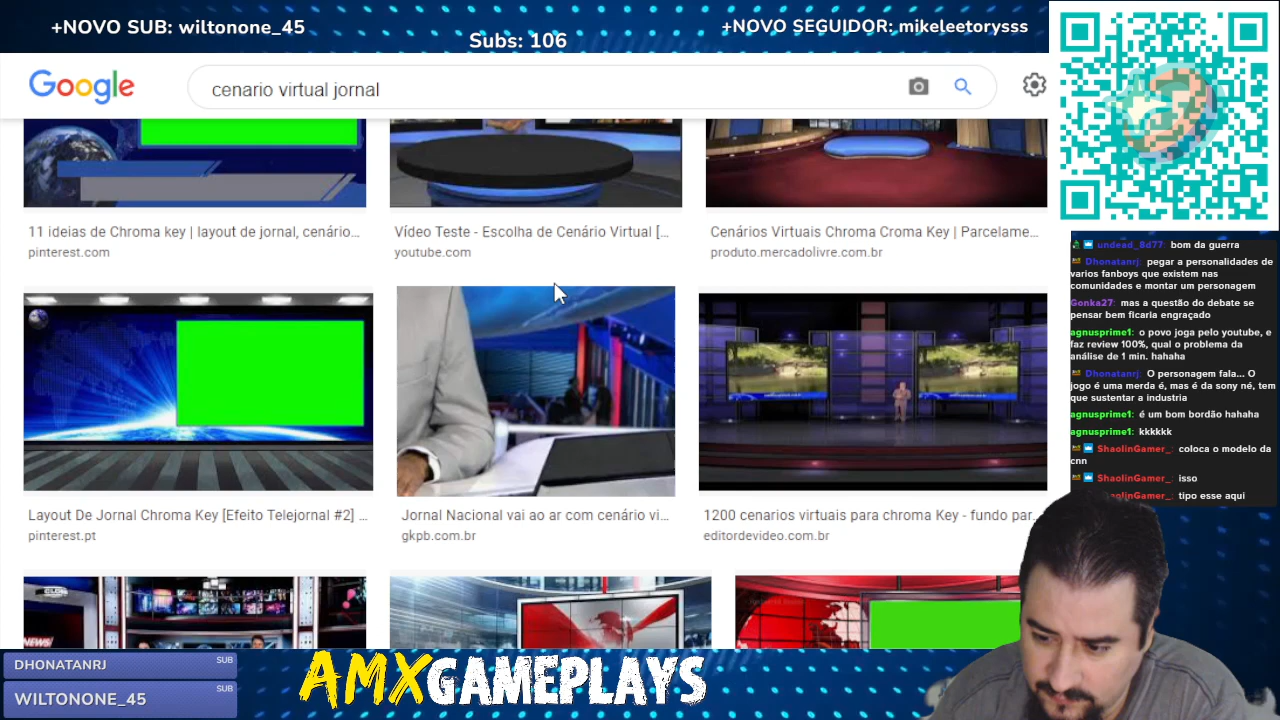 +NOVO SUB: wiltonone_45
Subs: 106
+NOVO SEGUIDOR: mikeleetorysss
Google
cenario virtual jornal
11 ideias de Chroma key | layout de jornal, cenário...
pinterest.com
Vídeo Teste - Escolha de Cenário Virtual [...
youtube.com
Cenários Virtuais Chroma Croma Key | Parcelame...
produto.mercadolivre.com.br
Layout De Jornal Chroma Key [Efeito Telejornal #2] ...
pinterest.pt
Jornal Nacional vai ao ar com cenário vi...
gkpb.com.br
1200 cenarios virtuais para chroma Key - fundo par...
editordevideo.com.br
NEWS/
undead_8d77: bom da guerra
Dhonatanrj: pegar a personalidades de
varios fanboys que existem nas
comunidades e montar um personagem
Gonka27: mas a questão do debate se
pensar bem ficaria engraçado
agnusprime1: o povo joga pelo youtube, e
faz review 100%, qual o problema da
análise de 1 min. hahaha
Dhonatanrj: O personagem fala... O
jogo é uma merda é, mas é da sony né, tem
que sustentar a industria
agnusprime1: é um bom bordão hahaha
agnusprime1: kkkkkk
ShaolinGamer_: coloca o modelo da
cnn
ShaolinGamer_: isso
ShaolinGamer_: tipo esse aqui
DHONATANRJ
SUB
WILTONONE_45
SUB
AMXGAMEPLAYS